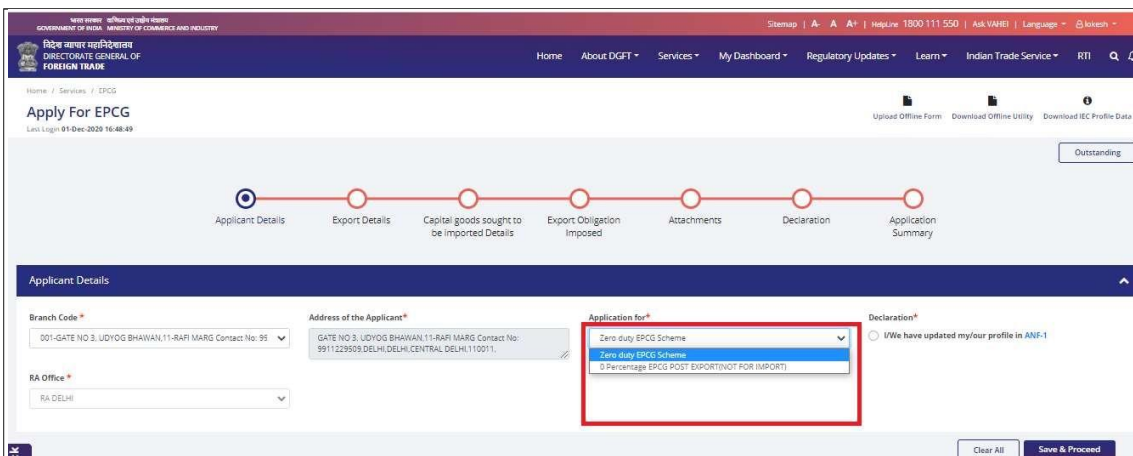 भारत सरकार वाणिज्य एवं उद्योग मंत्रालय
GOVERNMENT OF INDIA MINISTRY OF COMMERCE AND INDUSTRY
Sitemap | A- A A+ | HelpLine 1800 111 550 | Ask VAHEI | Language lokesh
विदेश व्यापार महानिदेशालय
DIRECTORATE GENERAL OF
FOREIGN TRADE
Home About DGFT Services My Dashboard Regulatory Updates Learn Indian Trade Service RTI
Home / Services / EPCG
Apply For EPCG
Last Login 01-Dec-2020 16:48:49
Upload Offline Form Download Offline Utility Download IEC Profile Data
Outstanding
Applicant Details Export Details Capital goods sought to be Imported Details Export Obligation Imposed Attachments Declaration Application Summary
Applicant Details
Branch Code * Address of the Applicant* Application for* Declaration*
001-GATE NO 3, UDYOG BHAWAN,11-RAFI MARG Contact No: 99
GATE NO 3, UDYOG BHAWAN,11-RAFI MARG Contact No:
9911229509,DELHI,DELHI,CENTRAL DELHI,110011,
Zero duty EPCG Scheme
Zero duty EPCG Scheme
0 Percentage EPCG POST EXPORT(NOT FOR IMPORT)
I/We have updated my/our profile in ANF-1
RA Office *
RA DELHI
Clear All Save & Proceed